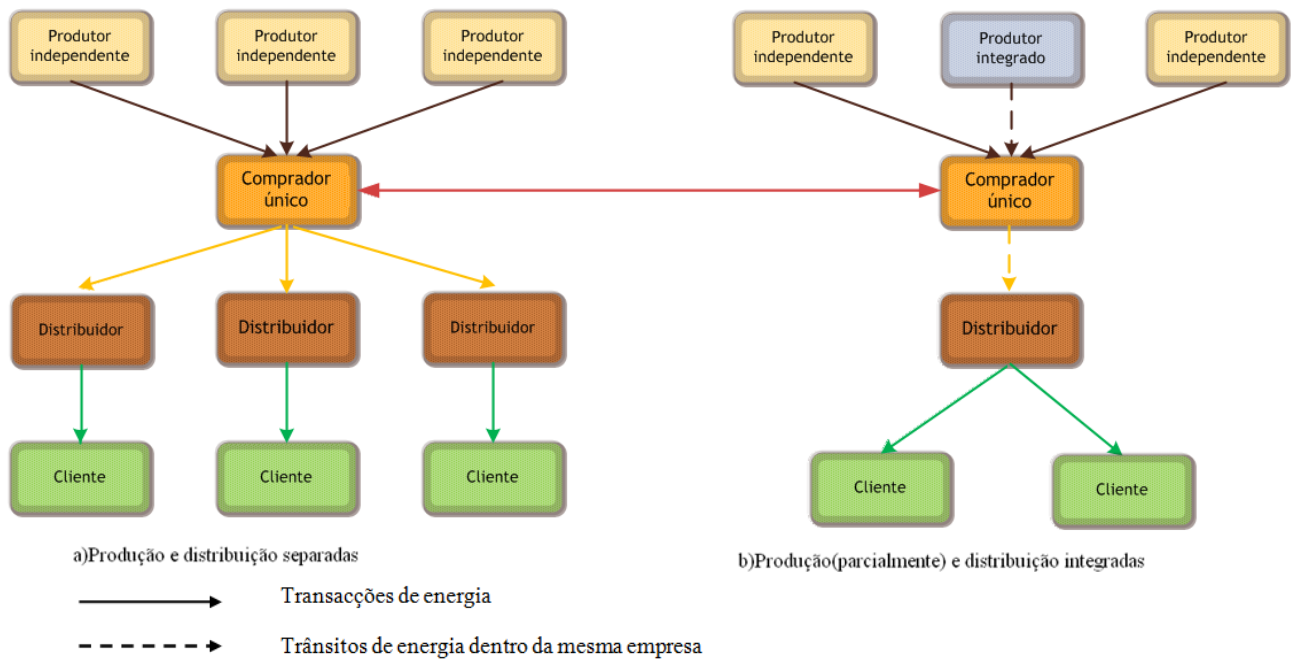 Produtor
independente
Produtor
independente
Produtor
independente
Produtor
independente
Produtor
integrado
Produtor
independente
Comprador
único
Comprador
único
Distribuidor
Distribuidor
Distribuidor
Distribuidor
Cliente
Cliente
Cliente
Cliente
Cliente
a)Produção e distribuição separadas
b)Produção(parcialmente) e distribuição integradas
Transacções de energia
Trânsitos de energia dentro da mesma empresa